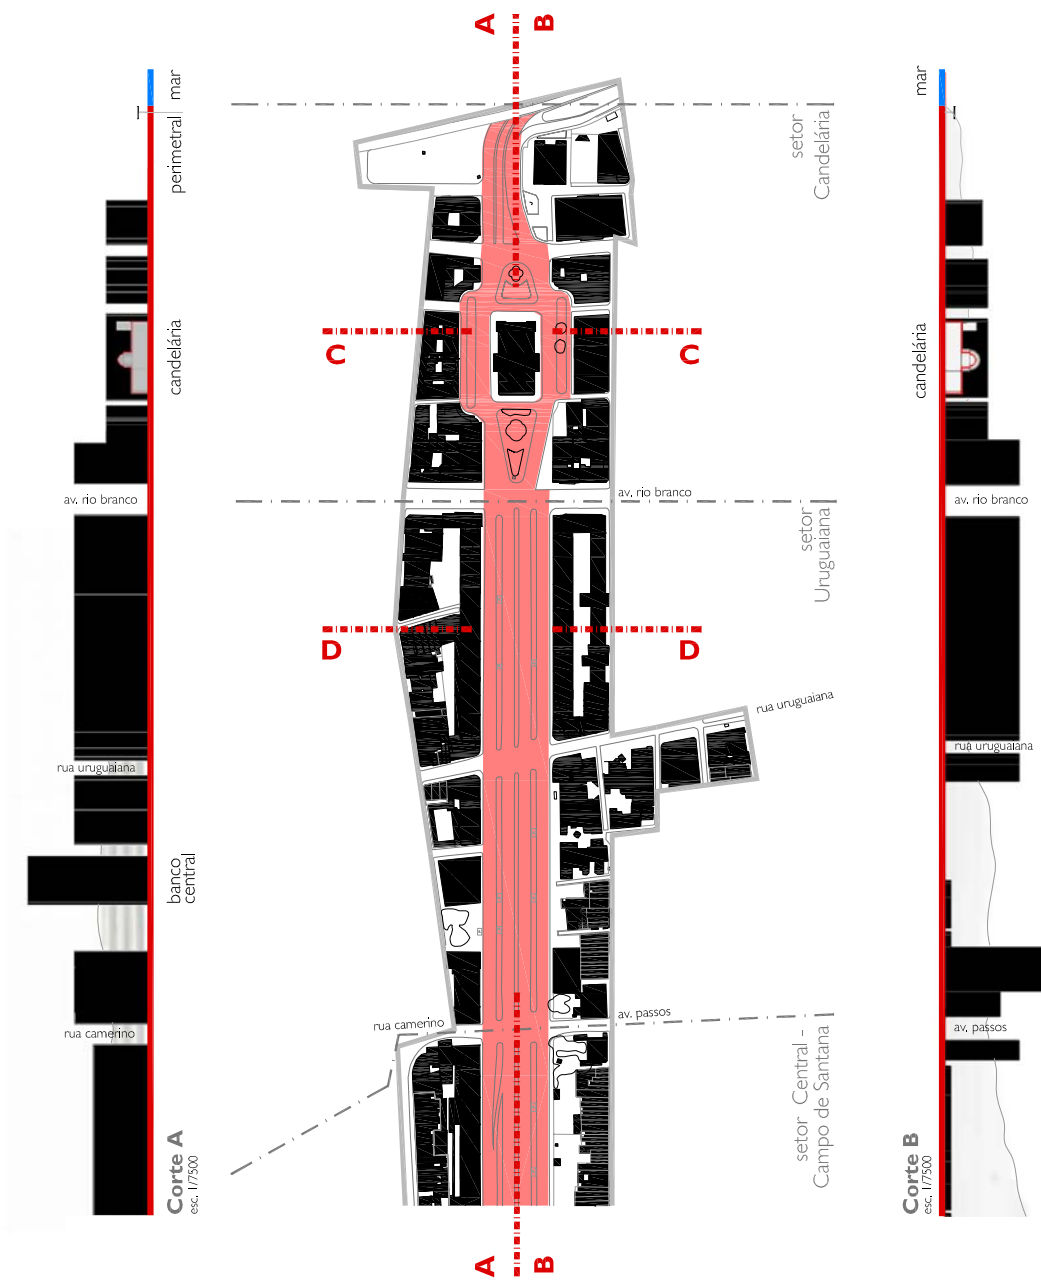 A
B
mar
perimetral
candelária
av. rio branco
rua uruguaiana
banco
central
rua camerino
Corte A
esc. 1/7500
setor
Candelária
C
C
av. rio branco
setor
Uruguaiana
D
D
rua uruguaiana
rua camerino
av. passos
setor Central –
Campo de Santana
A
B
mar
candelária
av. rio branco
rua uruguaiana
av. passos
Corte B
esc. 1/7500